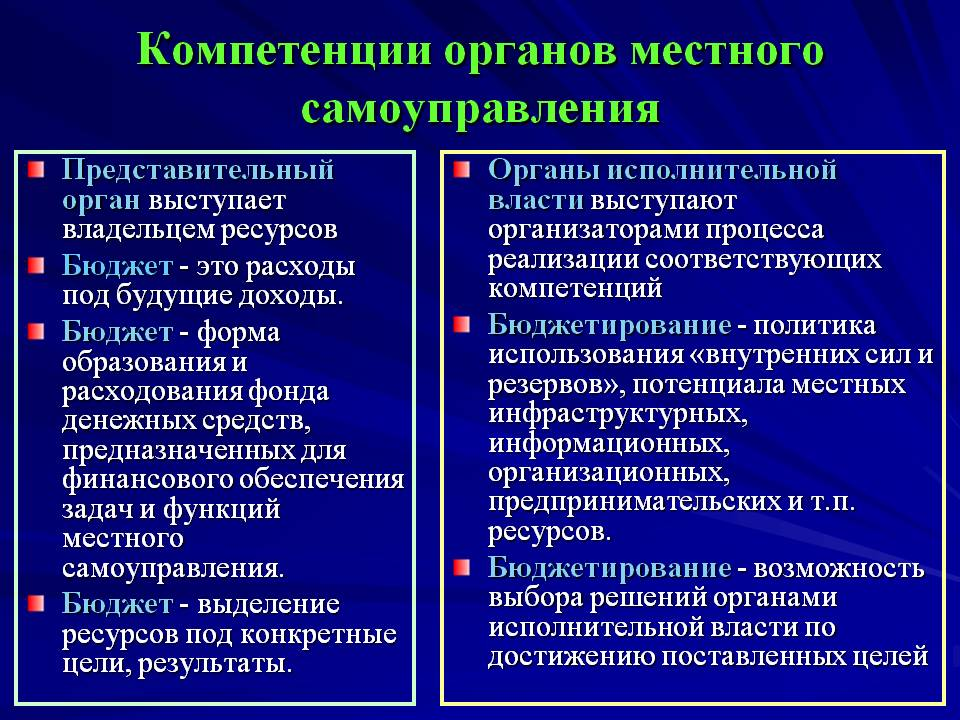 Компетенции органов местного
самоуправления
Представительный
орган выступает
владельцем ресурсов
Бюджет - это расходы
под будущие доходы.
Бюджет - форма
образования и
расходования фонда
денежных средств,
предназначенных для
финансового обеспечения
задач и функций
местного
самоуправления.
Бюджет - выделение
ресурсов под конкретные
цели, результаты.
Органы исполнительной
власти выступают
организаторами процесса
реализации соответствующих
компетенций
Бюджетирование - политика
использования «внутренних сил и
резервов», потенциала местных
инфраструктурных,
информационных,
организационных,
предпринимательских и т.п.
ресурсов.
Бюджетирование - возможность
выбора решений органами
исполнительной власти по
достижению поставленных целей